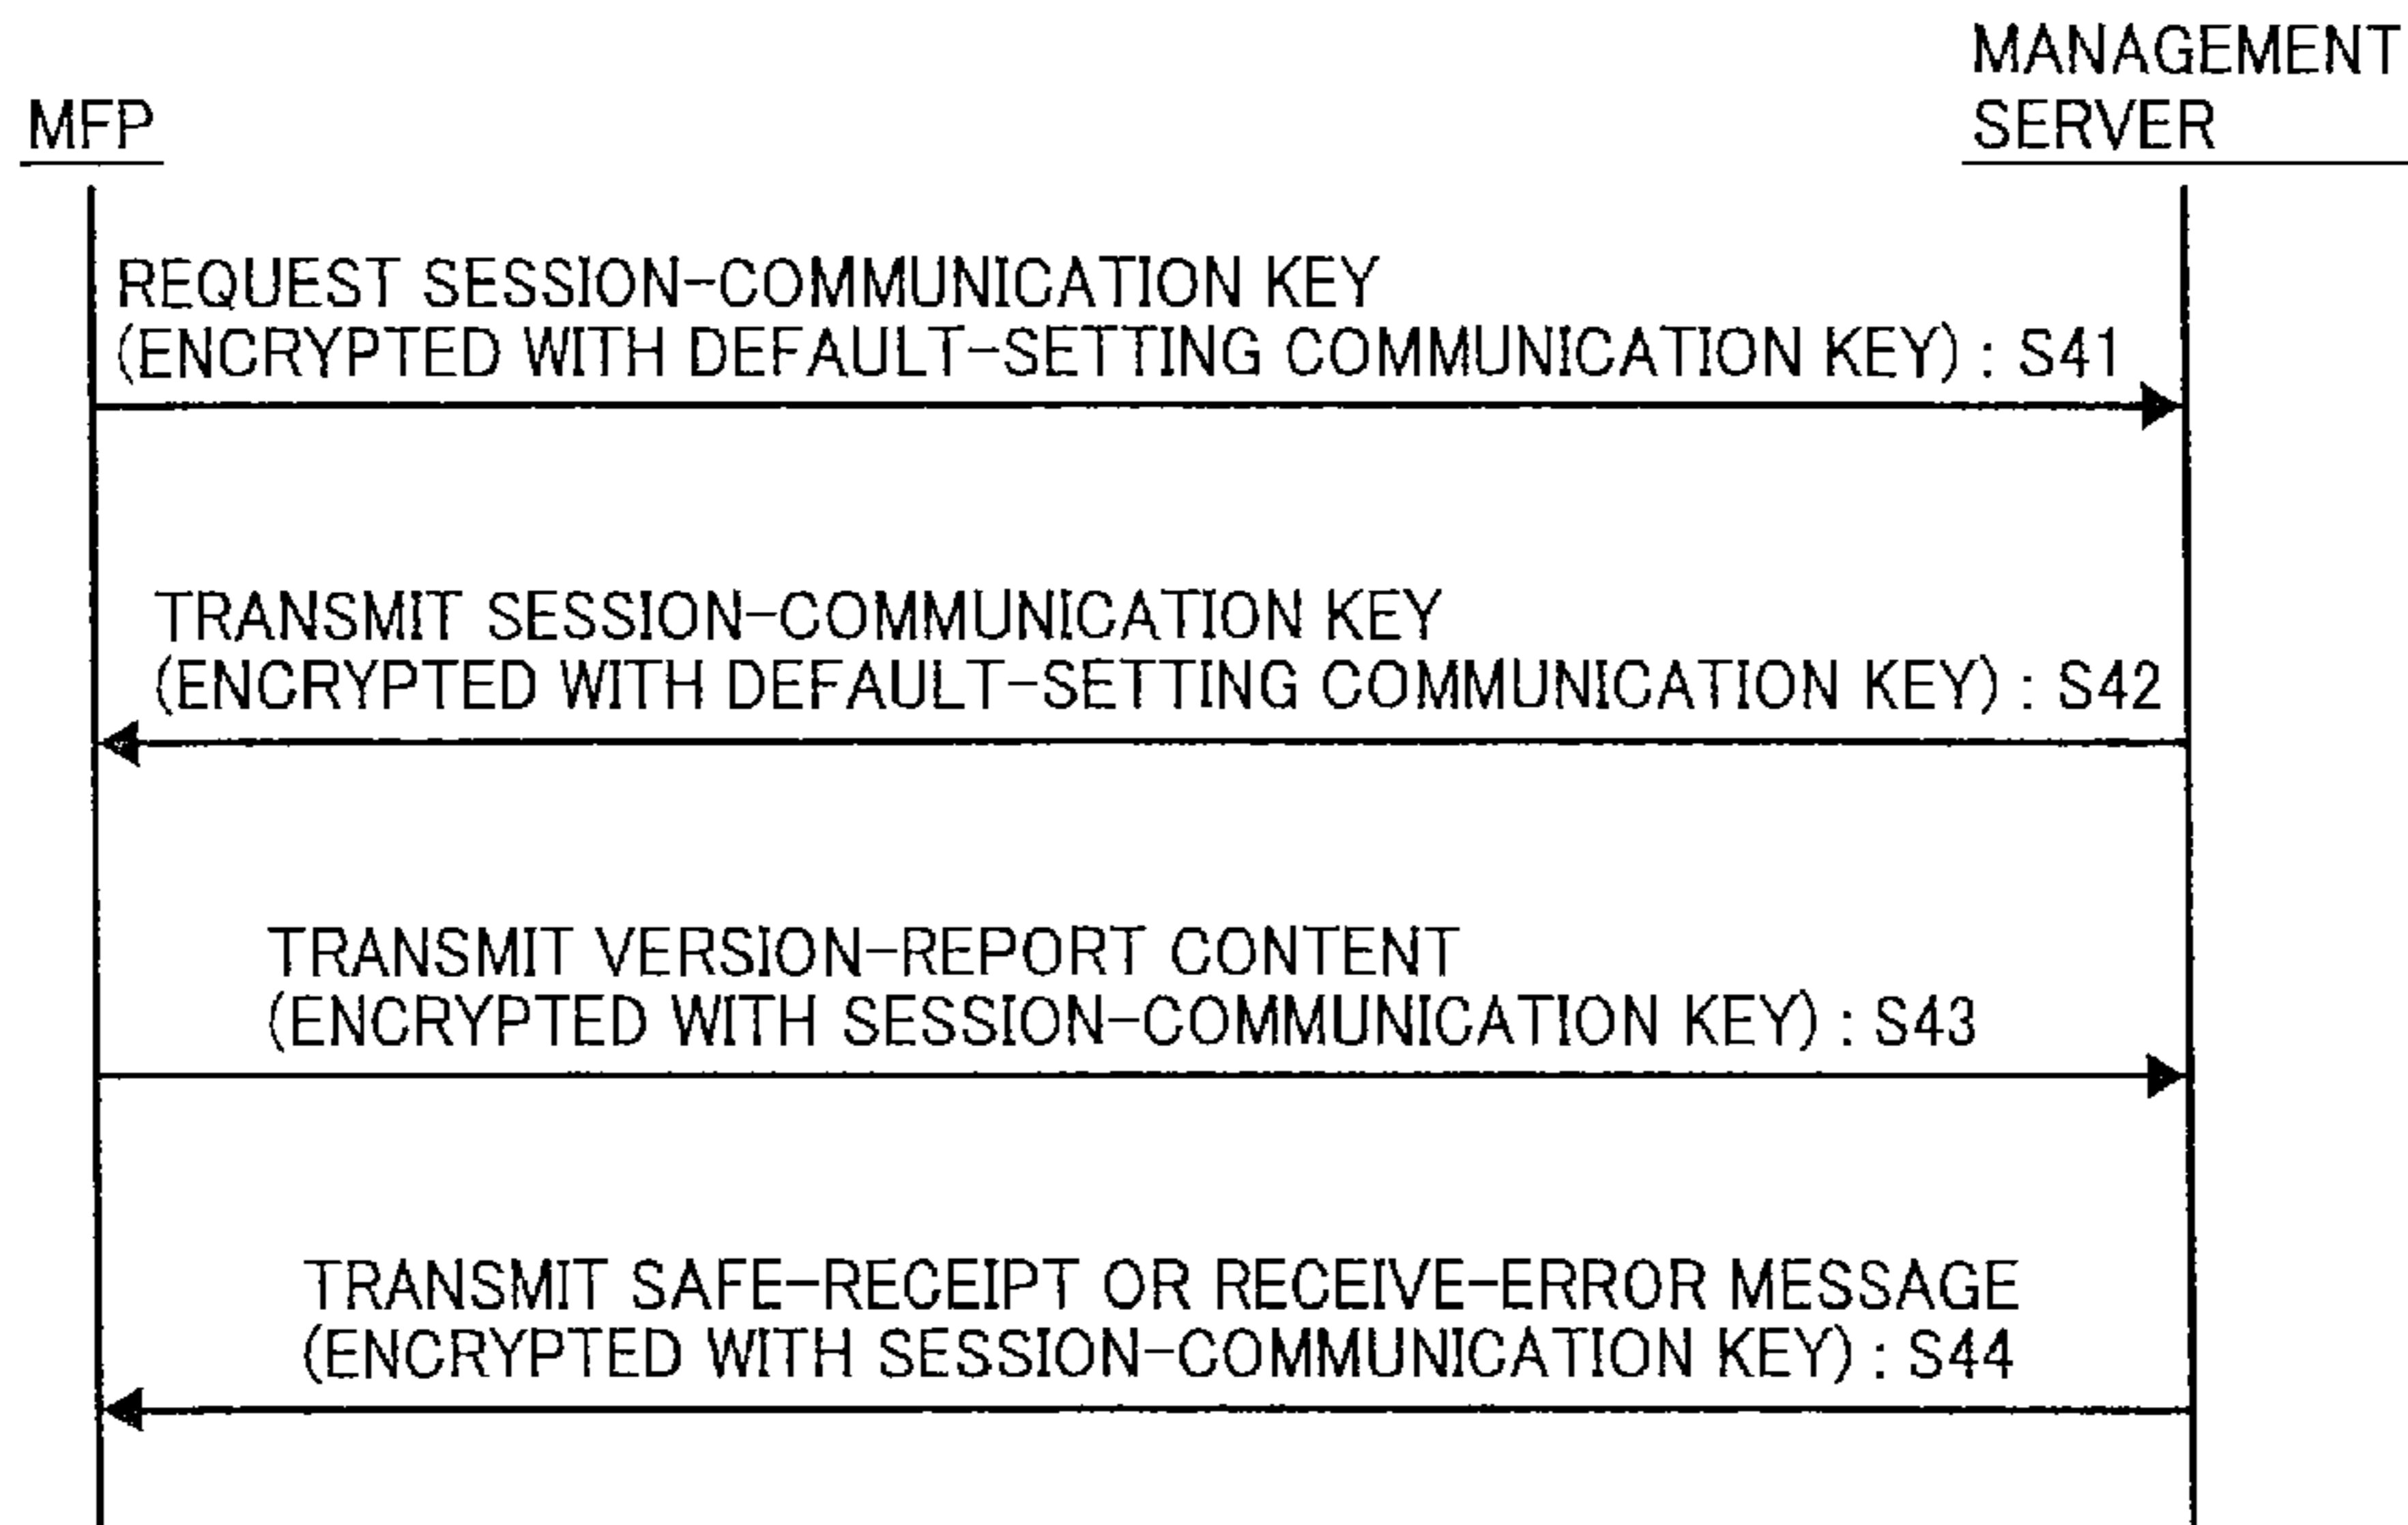 MFP
MANAGEMENT
SERVER
REQUEST SESSION-COMMUNICATION KEY
(ENCRYPTED WITH DEFAULT-SETTING COMMUNICATION KEY) : S41
TRANSMIT SESSION-COMMUNICATION KEY
(ENCRYPTED WITH DEFAULT-SETTING COMMUNICATION KEY) : S42
TRANSMIT VERSION-REPORT CONTENT
(ENCRYPTED WITH SESSION-COMMUNICATION KEY) : S43
TRANSMIT SAFE-RECEIPT OR RECEIVE-ERROR MESSAGE
(ENCRYPTED WITH SESSION-COMMUNICATION KEY) : S44